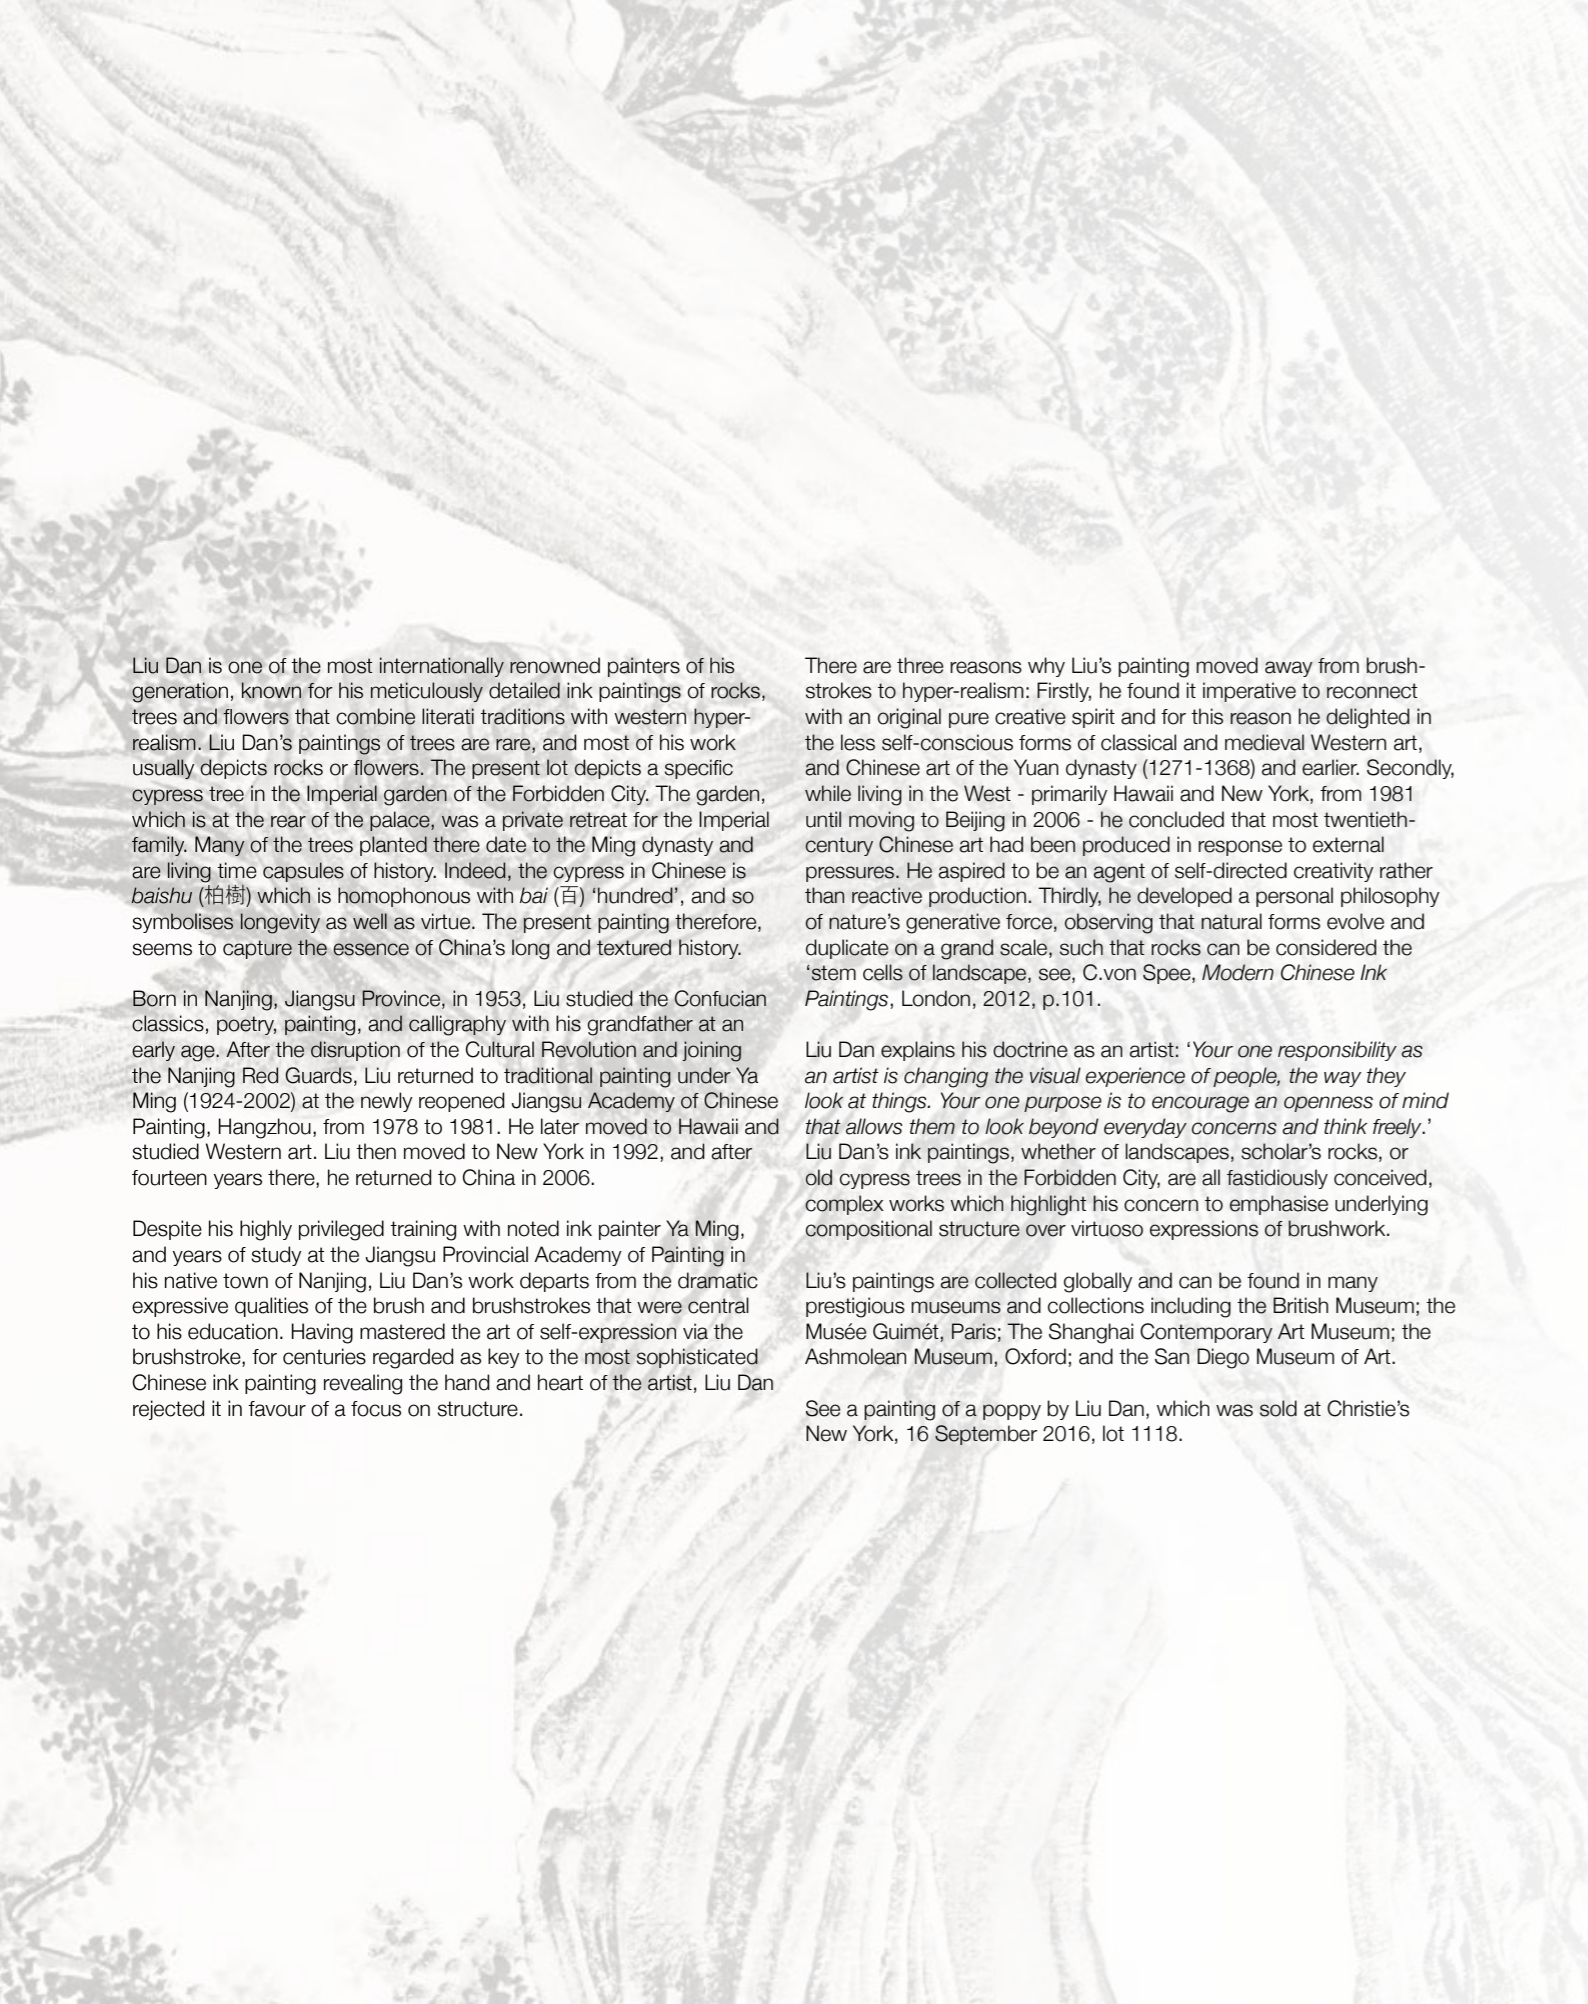 Liu Dan is one of the most internationally renowned painters of his
generation, known for his meticulously detailed ink paintings of rocks,
trees and flowers that combine literati traditions with western hyper-
realism. Liu Dan's paintings of trees are rare, and most of his work
usually depicts rocks or flowers. The present lot depicts a specific
cypress tree in the Imperial garden of the Forbidden City. The garden,
which is at the rear of the palace, was a private retreat for the Imperial
family. Many of the trees planted there date to the Ming dynasty and
are living time capsules of history. Indeed, the cypress in Chinese is
baishu (柏樹) which is homophonous with bai (百) 'hundred', and so
symbolises longevity as well as virtue. The present painting therefore,
seems to capture the essence of China's long and textured history.
Born in Nanjing, Jiangsu Province, in 1953, Liu studied the Confucian
classics, poetry, painting, and calligraphy with his grandfather at an
early age. After the disruption of the Cultural Revolution and joining
the Nanjing Red Guards, Liu returned to traditional painting under Ya
Ming (1924-2002) at the newly reopened Jiangsu Academy of Chinese
Painting, Hangzhou, from 1978 to 1981. He later moved to Hawaii and
studied Western art. Liu then moved to New York in 1992, and after
fourteen years there, he returned to China in 2006.
Despite his highly privileged training with noted ink painter Ya Ming,
and years of study at the Jiangsu Provincial Academy of Painting in
his native town of Nanjing, Liu Dan's work departs from the dramatic
expressive qualities of the brush and brushstrokes that were central
to his education. Having mastered the art of self-expression via the
brushstroke, for centuries regarded as key to the most sophisticated
Chinese ink painting revealing the hand and heart of the artist, Liu Dan
rejected it in favour of a focus on structure.
There are three reasons why Liu's painting moved away from brush-
strokes to hyper-realism: Firstly, he found it imperative to reconnect
with an original pure creative spirit and for this reason he delighted in
the less self-conscious forms of classical and medieval Western art,
and Chinese art of the Yuan dynasty (1271-1368) and earlier. Secondly,
while living in the West - primarily Hawaii and New York, from 1981
until moving to Beijing in 2006 - he concluded that most twentieth-
century Chinese art had been produced in response to external
pressures. He aspired to be an agent of self-directed creativity rather
than reactive production. Thirdly, he developed a personal philosophy
of nature's generative force, observing that natural forms evolve and
duplicate on a grand scale, such that rocks can be considered the
'stem cells of landscape, see, C.von Spee, Modern Chinese Ink
Paintings, London, 2012, p.101.
Liu Dan explains his doctrine as an artist: 'Your one responsibility as
an artist is changing the visual experience of people, the way they
look at things. Your one purpose is to encourage an openness of mind
that allows them to look beyond everyday concerns and think freely.'
Liu Dan's ink paintings, whether of landscapes, scholar's rocks, or
old cypress trees in the Forbidden City, are all fastidiously conceived,
complex works which highlight his concern to emphasise underlying
compositional structure over virtuoso expressions of brushwork.
Liu's paintings are collected globally and can be found in many
prestigious museums and collections including the British Museum; the
Musée Guimét, Paris; The Shanghai Contemporary Art Museum; the
Ashmolean Museum, Oxford; and the San Diego Museum of Art.
See a painting of a poppy by Liu Dan, which was sold at Christie's
New York, 16 September 2016, lot 1118.